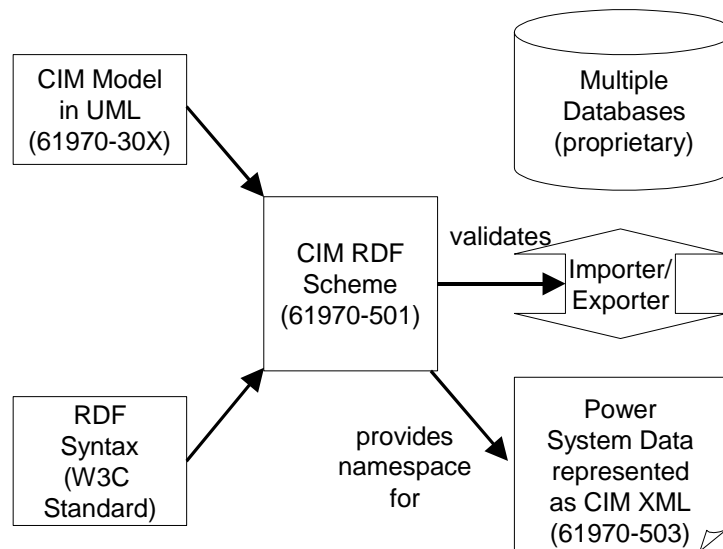 CIM Model
in UML
(61970-30X)
Multiple
Databases
(proprietary)
CIM RDF
Scheme
(61970-501)
validates
Importer/
Exporter
RDF
Syntax
(W3C
Standard)
provides
namespace
for
Power
System Data
represented
as CIM XML
(61970-503)